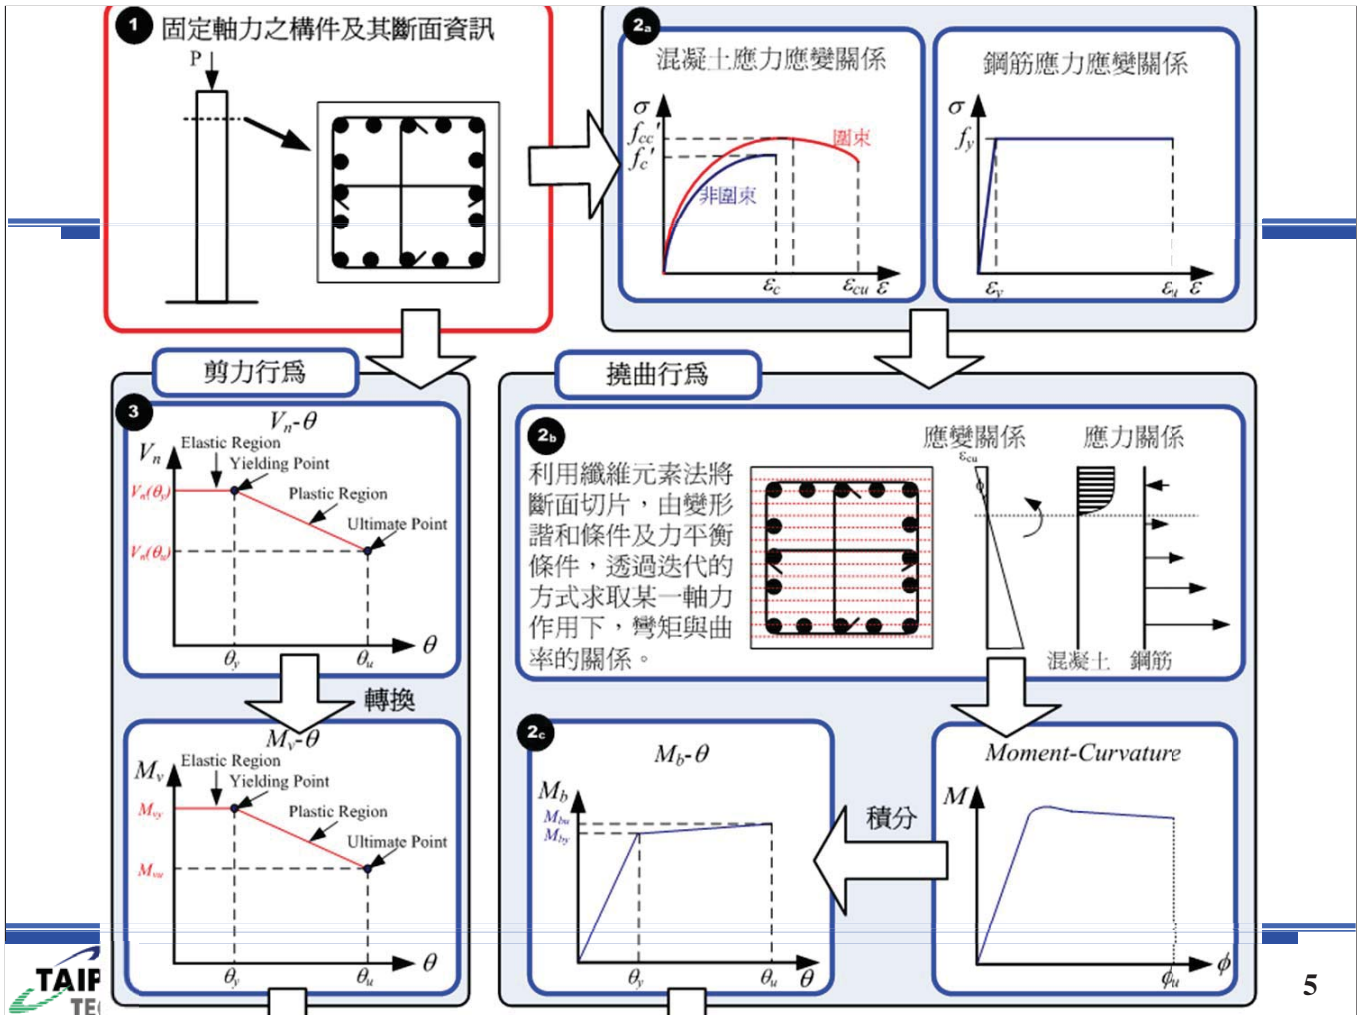 1 固定軸力之構件及其斷面資訊
P
2a
混凝土應力應變關係
σ
fcc'
fc'
圍束
非圍束
εc
εcu
ε
鋼筋應力應變關係
σ
fy
εy
εu
ε
剪力行為
3
Vn-θ
Vn
Elastic Region
Yielding Point
Plastic Region
Ultimate Point
Vn(θy)
Vn(θu)
θy
θu
θ
轉換
Mv-θ
Mv
Elastic Region
Yielding Point
Plastic Region
Ultimate Point
Mvy
Mvu
θy
θu
θ
撓曲行為
2b
利用纖維元素法將
斷面切片，由變形
諧和條件及力平衡
條件，透過迭代的
方式求取某一軸力
作用下，彎矩與曲
率的關係。
應變關係
εcu
ϕ
應力關係
混凝土
鋼筋
2c
Mb-θ
Mb
Mbu
Mby
θy
θu
θ
積分
Moment-Curvature
M
ϕu
ϕ
TAIP
TEC
5